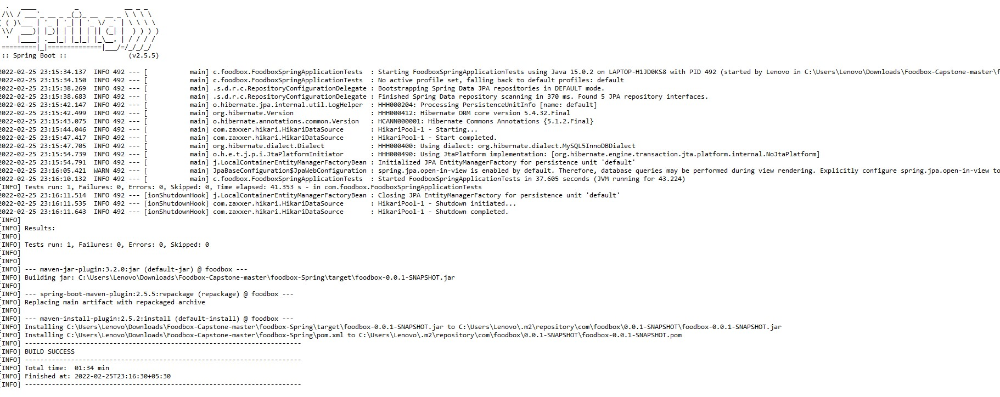 .   ____          _            __ _ _
 /\\ / ___'_ __ _ _(_)_ __  __ _ \ \ \ \
( ( )\___ | '_ | '_| | '_ \/ _` | \ \ \ \
 \\/  ___)| |_)| | | | | || (_| |  ) ) ) )
  '  |____| .__|_| |_|_| |_\__, | / / / /
 =========|_|==============|___/=/_/_/_/
 :: Spring Boot ::                (v2.5.5)
2022-02-25 23:15:34.137  INFO 492 --- [           main] c.foodbox.FoodboxSpringApplicationTests  : Starting FoodboxSpringApplicationTests using Java 15.0.2 on LAPTOP-H1JD0KS8 with PID 492 (started by Lenovo in C:\Users\Lenovo\Downloads\Foodbox-Capstone-master\f
2022-02-25 23:15:34.150  INFO 492 --- [           main] c.foodbox.FoodboxSpringApplicationTests  : No active profile set, falling back to default profiles: default
2022-02-25 23:15:38.269  INFO 492 --- [           main] .s.d.r.c.RepositoryConfigurationDelegate : Bootstrapping Spring Data JPA repositories in DEFAULT mode.
2022-02-25 23:15:38.683  INFO 492 --- [           main] .s.d.r.c.RepositoryConfigurationDelegate : Finished Spring Data repository scanning in 370 ms. Found 5 JPA repository interfaces.
2022-02-25 23:15:42.147  INFO 492 --- [           main] o.hibernate.jpa.internal.util.LogHelper  : HHH000204: Processing PersistenceUnitInfo [name: default]
2022-02-25 23:15:42.499  INFO 492 --- [           main] org.hibernate.Version                    : HHH000412: Hibernate ORM core version 5.4.32.Final
2022-02-25 23:15:43.075  INFO 492 --- [           main] o.hibernate.annotations.common.Version   : HCANN000001: Hibernate Commons Annotations {5.1.2.Final}
2022-02-25 23:15:44.046  INFO 492 --- [           main] com.zaxxer.hikari.HikariDataSource       : HikariPool-1 - Starting...
2022-02-25 23:15:47.417  INFO 492 --- [           main] com.zaxxer.hikari.HikariDataSource       : HikariPool-1 - Start completed.
2022-02-25 23:15:47.705  INFO 492 --- [           main] org.hibernate.dialect.Dialect            : HHH000400: Using dialect: org.hibernate.dialect.MySQL5InnoDBDialect
2022-02-25 23:15:54.739  INFO 492 --- [           main] o.h.e.t.j.p.i.JtaPlatformInitiator       : HHH000490: Using JtaPlatform implementation: [org.hibernate.engine.transaction.jta.platform.internal.NoJtaPlatform]
2022-02-25 23:15:54.791  INFO 492 --- [           main] j.LocalContainerEntityManagerFactoryBean : Initialized JPA EntityManagerFactory for persistence unit 'default'
2022-02-25 23:16:05.421  WARN 492 --- [           main] JpaBaseConfiguration$JpaWebConfiguration : spring.jpa.open-in-view is enabled by default. Therefore, database queries may be performed during view rendering. Explicitly configure spring.jpa.open-in-view to
2022-02-25 23:16:10.132  INFO 492 --- [           main] c.foodbox.FoodboxSpringApplicationTests  : Started FoodboxSpringApplicationTests in 37.605 seconds (JVM running for 43.224)
[INFO] Tests run: 1, Failures: 0, Errors: 0, Skipped: 0, Time elapsed: 41.353 s - in com.foodbox.FoodboxSpringApplicationTests
2022-02-25 23:16:11.514  INFO 492 --- [ionShutdownHook] j.LocalContainerEntityManagerFactoryBean : Closing JPA EntityManagerFactory for persistence unit 'default'
2022-02-25 23:16:11.535  INFO 492 --- [ionShutdownHook] com.zaxxer.hikari.HikariDataSource       : HikariPool-1 - Shutdown initiated...
2022-02-25 23:16:11.643  INFO 492 --- [ionShutdownHook] com.zaxxer.hikari.HikariDataSource       : HikariPool-1 - Shutdown completed.
[INFO]
[INFO] Results:
[INFO]
[INFO] Tests run: 1, Failures: 0, Errors: 0, Skipped: 0
[INFO]
[INFO]
[INFO] --- maven-jar-plugin:3.2.0:jar (default-jar) @ foodbox ---
[INFO] Building jar: C:\Users\Lenovo\Downloads\Foodbox-Capstone-master\foodbox-Spring\target\foodbox-0.0.1-SNAPSHOT.jar
[INFO]
[INFO] --- spring-boot-maven-plugin:2.5.5:repackage (repackage) @ foodbox ---
[INFO] Replacing main artifact with repackaged archive
[INFO]
[INFO] --- maven-install-plugin:2.5.2:install (default-install) @ foodbox ---
[INFO] Installing C:\Users\Lenovo\Downloads\Foodbox-Capstone-master\foodbox-Spring\target\foodbox-0.0.1-SNAPSHOT.jar to C:\Users\Lenovo\.m2\repository\com\foodbox\0.0.1-SNAPSHOT\foodbox-0.0.1-SNAPSHOT.jar
[INFO] Installing C:\Users\Lenovo\Downloads\Foodbox-Capstone-master\foodbox-Spring\pom.xml to C:\Users\Lenovo\.m2\repository\com\foodbox\0.0.1-SNAPSHOT\foodbox-0.0.1-SNAPSHOT.pom
[INFO] ------------------------------------------------------------------------
[INFO] BUILD SUCCESS
[INFO] ------------------------------------------------------------------------
[INFO] Total time:  01:34 min
[INFO] Finished at: 2022-02-25T23:16:30+05:30
[INFO] ------------------------------------------------------------------------